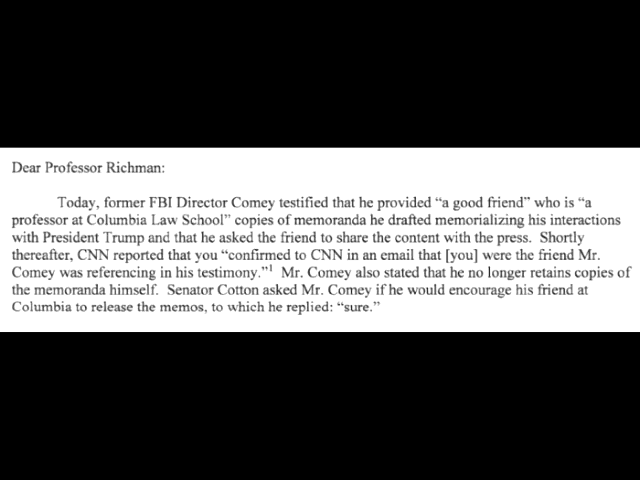 Dear Professor Richman:
Today, former FBI Director Comey testified that he provided “a good friend” who is “a
professor at Columbia Law School” copies of memoranda he drafted memorializing his interactions
with President Trump and that he asked the friend to share the content with the press.  Shortly
thereafter, CNN reported that you “confirmed to CNN in an email that [you] were the friend Mr.
Comey was referencing in his testimony.”1  Mr. Comey also stated that he no longer retains copies of
the memoranda himself.  Senator Cotton asked Mr. Comey if he would encourage his friend at
Columbia to release the memos, to which he replied: “sure.”